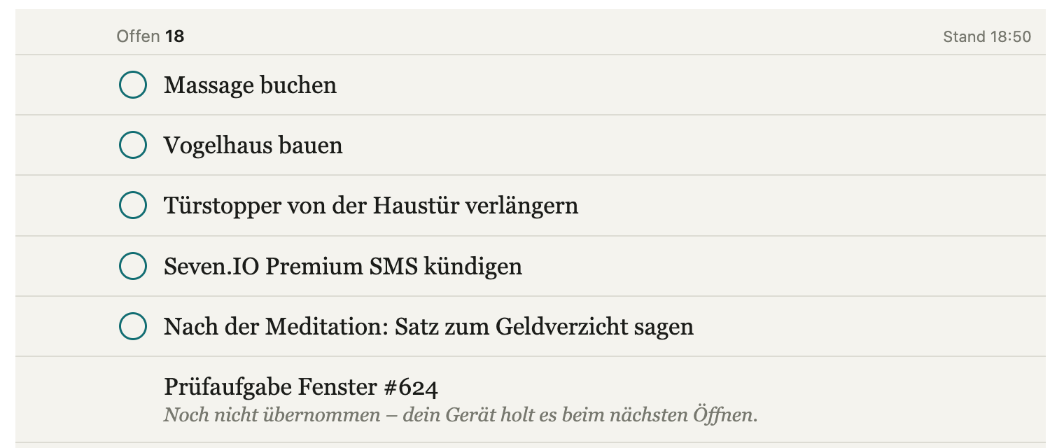 Offen 18
Stand 18:50
Massage buchen
Vogelhaus bauen
Türstopper von der Haustür verlängern
Seven.IO Premium SMS kündigen
Nach der Meditation: Satz zum Geldverzicht sagen
Prüfaufgabe Fenster #624
Noch nicht übernommen – dein Gerät holt es beim nächsten Öffnen.